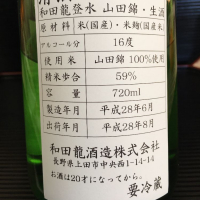 和田龍登水 山田錦・生酒
原材料 米(国産)・米麹(国産米)
アルコール分 16度
使用米 山田錦 100%使用
精米歩合 59%
容量 720ml
製造年月 平成28年6月
出荷年月 平成28年8月
和田龍酒造株式会社
長野県上田市中央西1-14-14
お酒は20才になってから。 要冷蔵